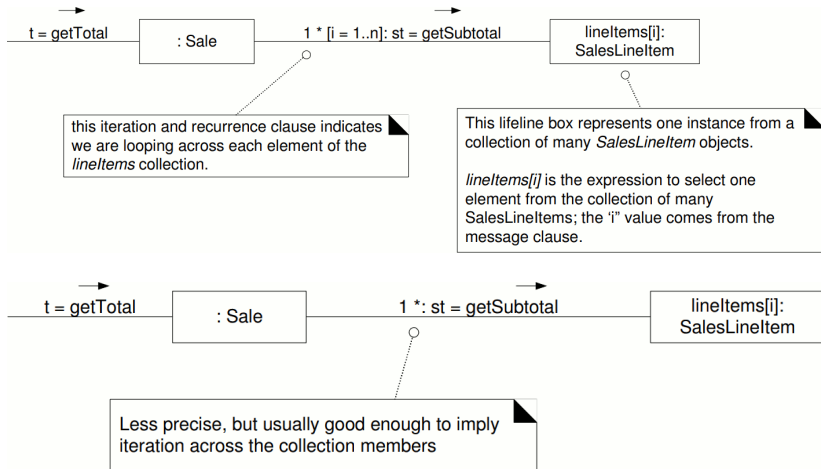 t = getTotal
: Sale
1 * [i = 1..n]: st = getSubtotal
lineItems[i]:
SalesLineItem
this iteration and recurrence clause indicates
we are looping across each element of the
lineItems collection.
This lifeline box represents one instance from a
collection of many SalesLineItem objects.
lineItems[i] is the expression to select one
element from the collection of many
SalesLineItems; the ‘i” value comes from the
message clause.
t = getTotal
: Sale
1 *: st = getSubtotal
lineItems[i]:
SalesLineItem
Less precise, but usually good enough to imply
iteration across the collection members